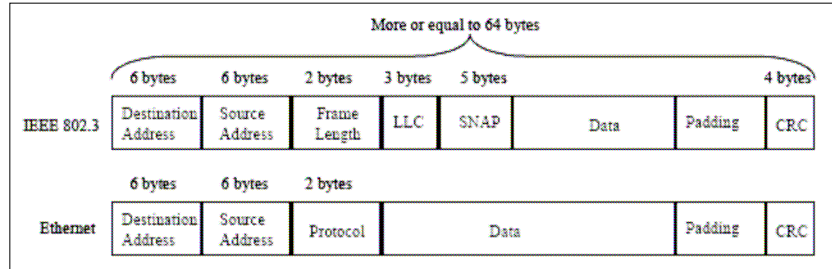 More or equal to 64 bytes
6 bytes 6 bytes 2 bytes 3 bytes 5 bytes 4 bytes
IEEE 802.3 Destination Address Source Address Frame Length LLC SNAP Data Padding CRC
6 bytes 6 bytes 2 bytes
Ethernet Destination Address Source Address Protocol Data Padding CRC